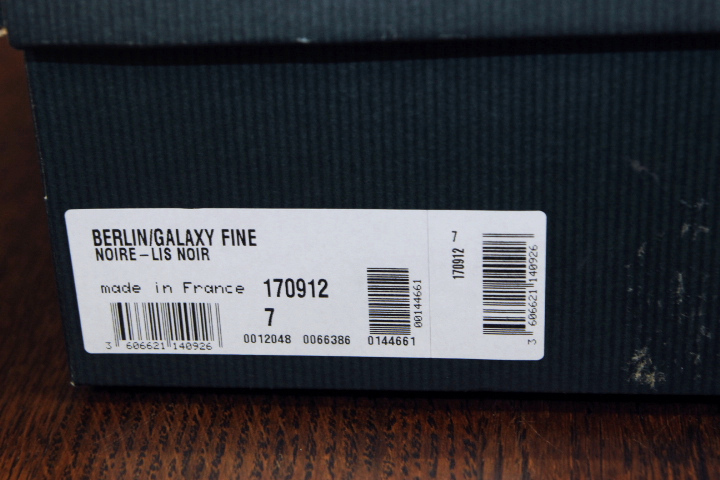 BERLIN/GALAXY FINE
NOIRE-LIS NOIR
made in France 170912
7
3 606621 140926
0012048 0066386 0144661
00144661
7
170912
3 606621 140926